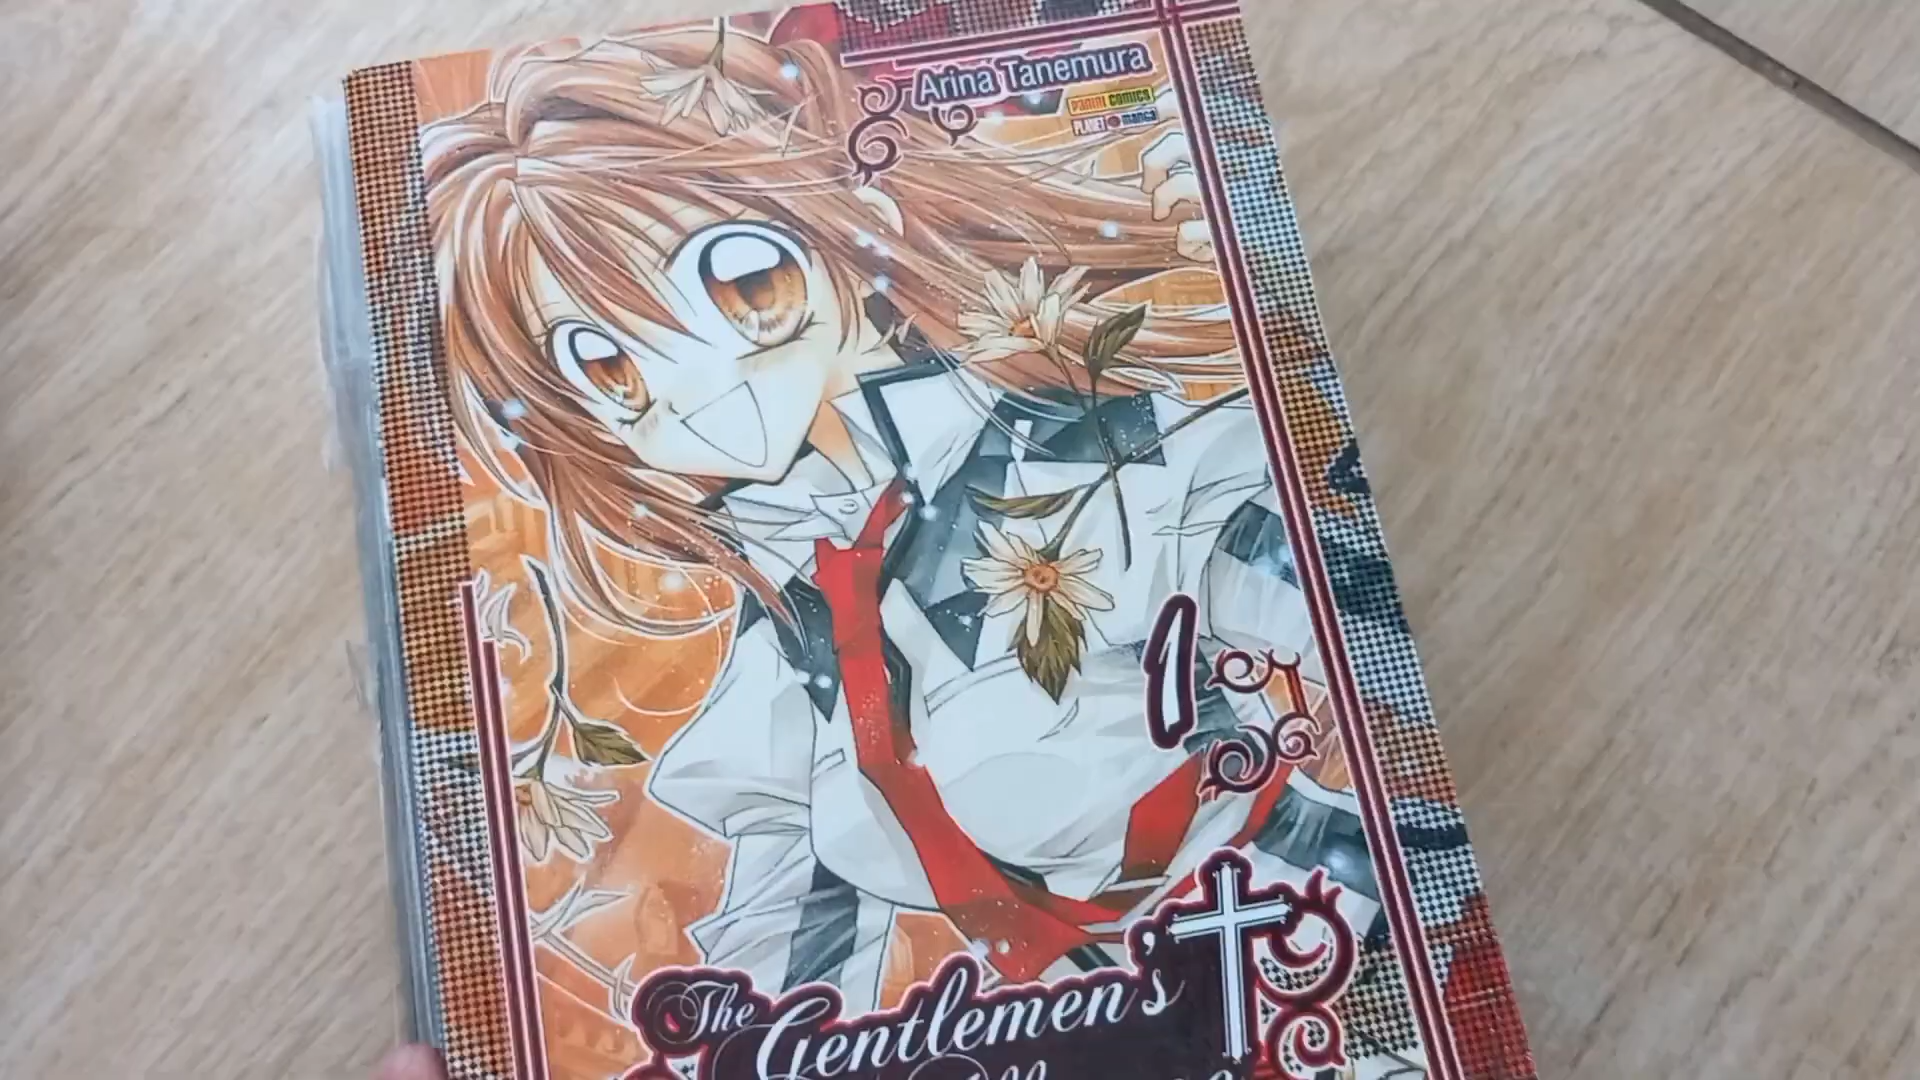 Arina Tanemura
PANINI COMICS
PLANET manga
1
The
Gentlemen's